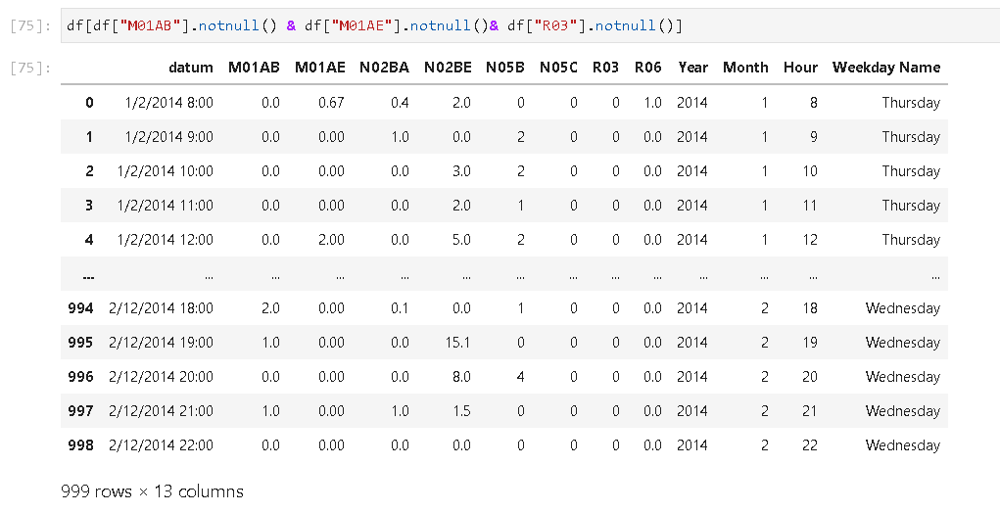 [75]: df[df["M01AB"].notnull() & df["M01AE"].notnull()& df["R03"].notnull()]
[75]: datum M01AB M01AE N02BA N02BE N05B N05C R03 R06 Year Month Hour Weekday Name
0 1/2/2014 8:00 0.0 0.67 0.4 2.0 0 0 0 1.0 2014 1 8 Thursday
1 1/2/2014 9:00 0.0 0.00 1.0 0.0 2 0 0 0.0 2014 1 9 Thursday
2 1/2/2014 10:00 0.0 0.00 0.0 3.0 2 0 0 0.0 2014 1 10 Thursday
3 1/2/2014 11:00 0.0 0.00 0.0 2.0 1 0 0 0.0 2014 1 11 Thursday
4 1/2/2014 12:00 0.0 2.00 0.0 5.0 2 0 0 0.0 2014 1 12 Thursday
... ... ... ... ... ... ... ... ... ... ... ... ... ...
994 2/12/2014 18:00 2.0 0.00 0.1 0.0 1 0 0 0.0 2014 2 18 Wednesday
995 2/12/2014 19:00 1.0 0.00 0.0 15.1 0 0 0 0.0 2014 2 19 Wednesday
996 2/12/2014 20:00 0.0 0.00 0.0 8.0 4 0 0 0.0 2014 2 20 Wednesday
997 2/12/2014 21:00 1.0 0.00 1.0 1.5 0 0 0 0.0 2014 2 21 Wednesday
998 2/12/2014 22:00 0.0 0.00 0.0 0.0 0 0 0 0.0 2014 2 22 Wednesday
999 rows × 13 columns